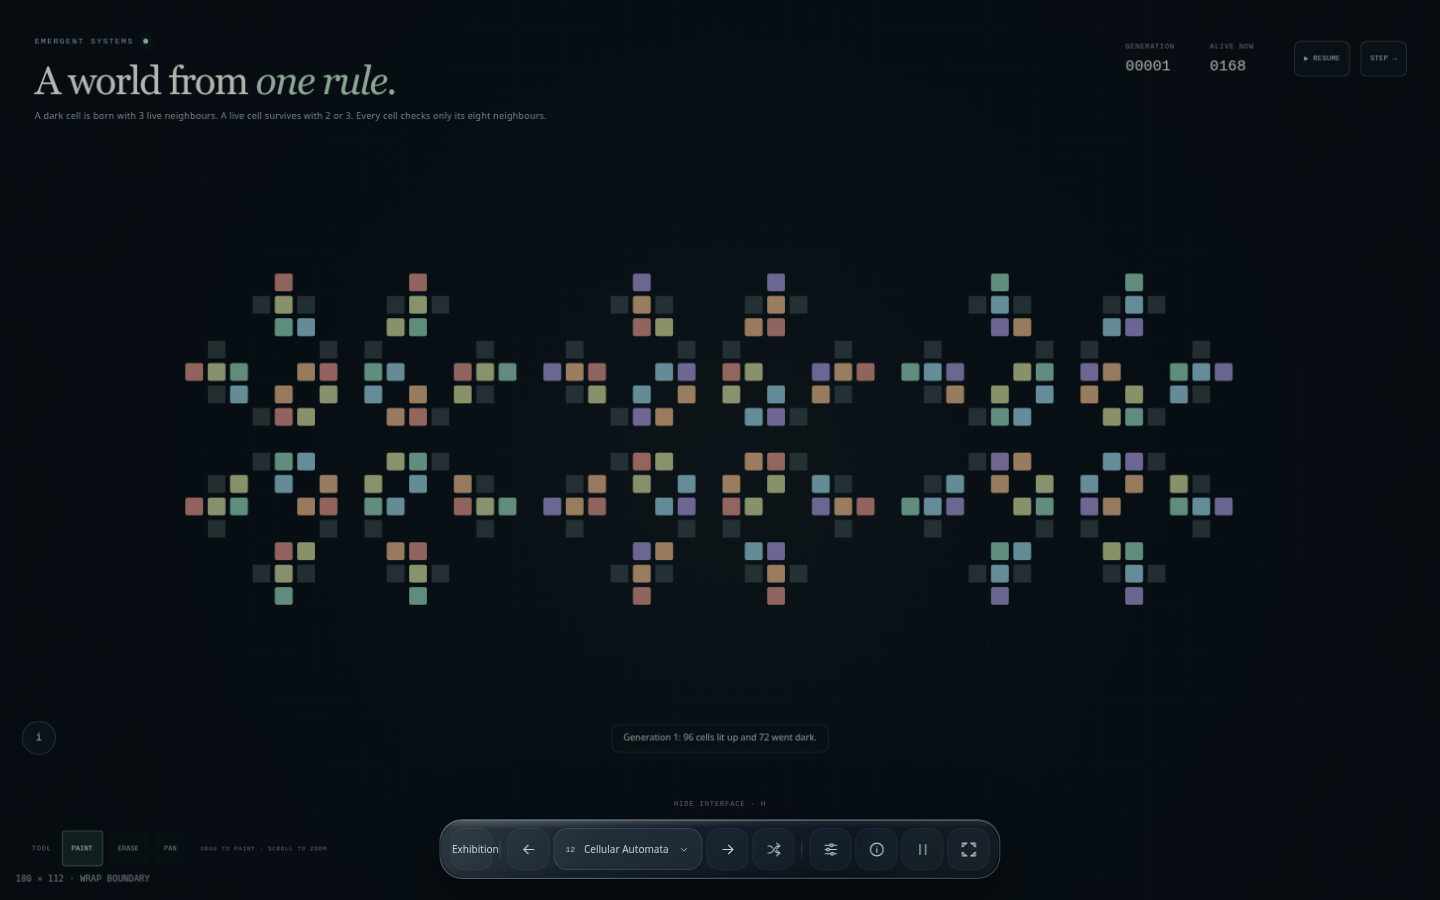 EMERGENT SYSTEMS
A world from one rule.
A dark cell is born with 3 live neighbours. A live cell survives with 2 or 3. Every cell checks only its eight neighbours.
GENERATION
00001
ALIVE NOW
0168
▶ RESUME
STEP →
i
Generation 1: 96 cells lit up and 72 went dark.
HIDE INTERFACE · H
TOOL
PAINT
ERASE
PAN
DRAG TO PAINT · SCROLL TO ZOOM
180 × 112 · WRAP BOUNDARY
Exhibition
12 Cellular Automata